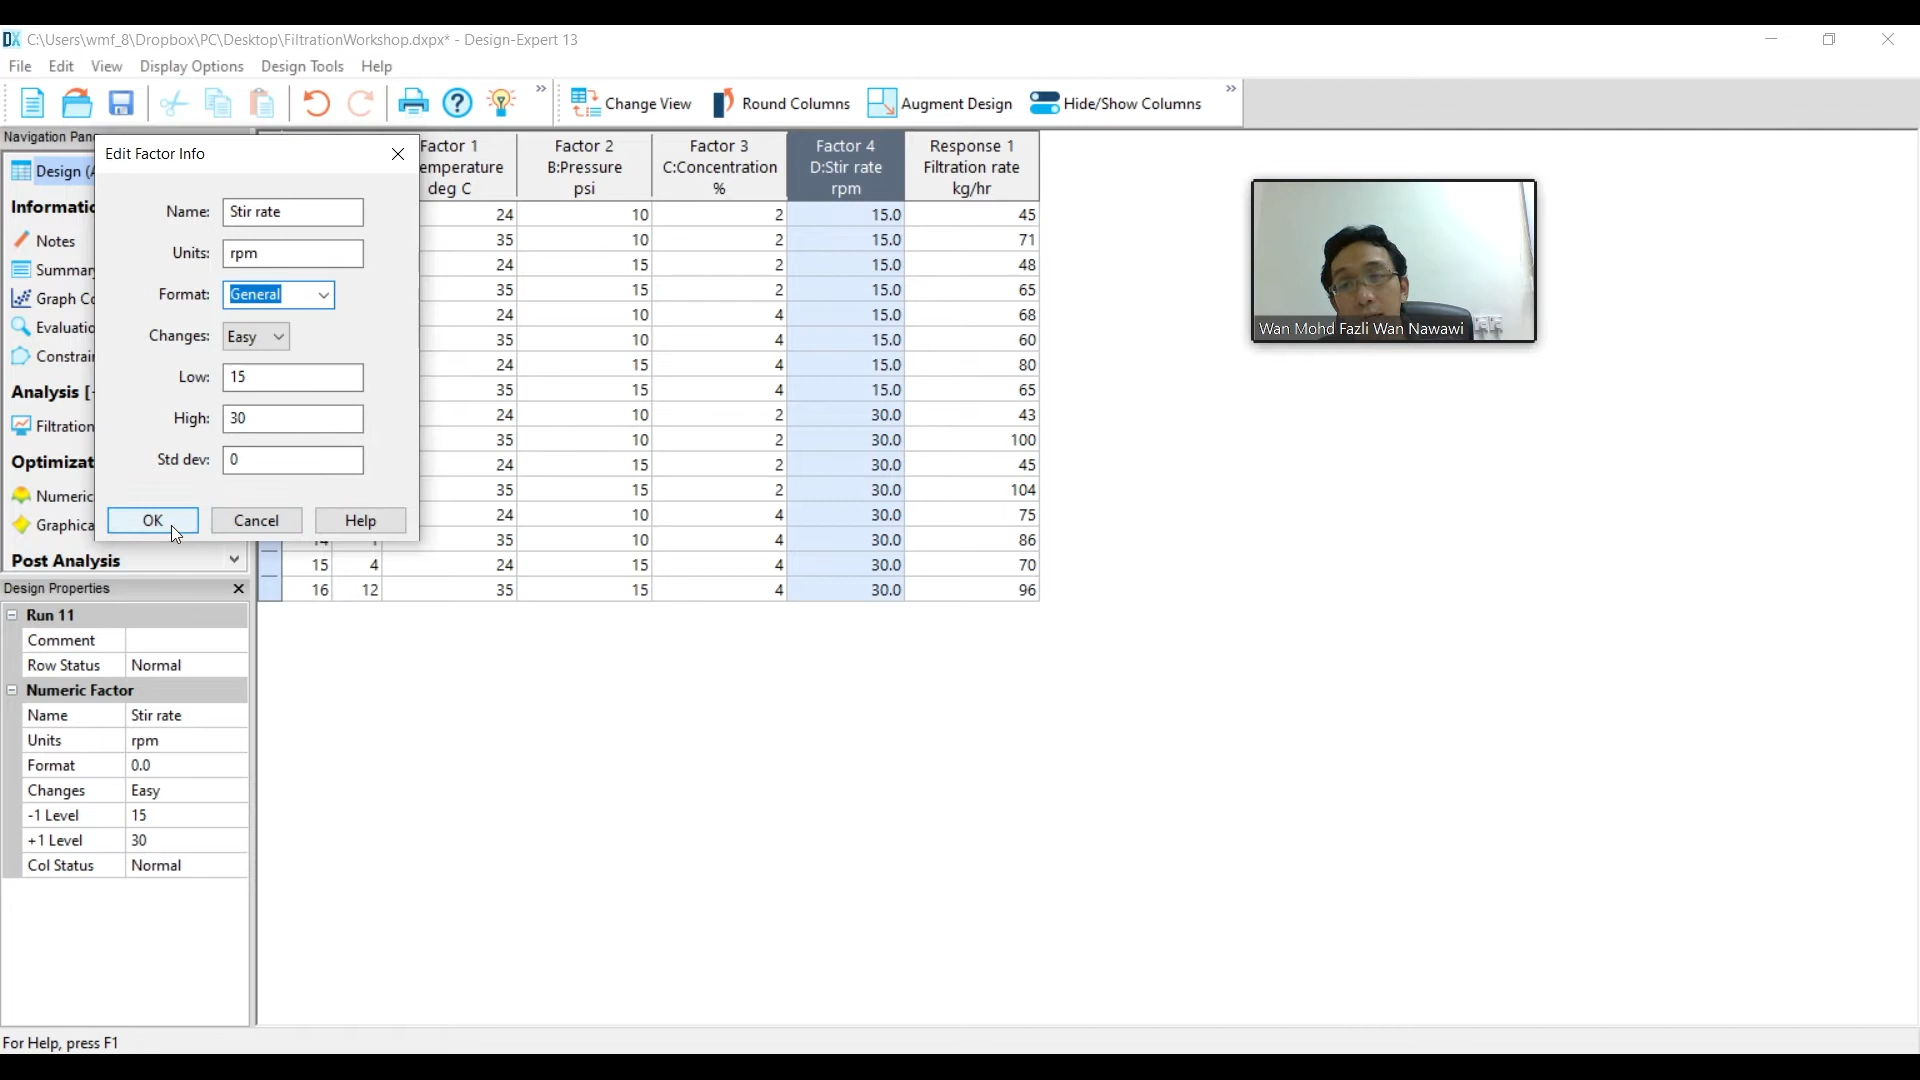 C:\Users\wmf_8\Dropbox\PC\Desktop\FiltrationWorkshop.dxpx* - Design-Expert 13
File Edit View Display Options Design Tools Help
Change View Round Columns Augment Design Hide/Show Columns
Navigation Pan
Design (A
Informatio
Notes
Summary
Graph Co
Evaluatio
Constrain
Analysis [
Filtration
Optimizat
Numeric
Graphica
Post Analysis
Edit Factor Info
Name: Stir rate
Units: rpm
Format: General
Changes: Easy
Low: 15
High: 30
Std dev: 0
OK Cancel Help
Factor 1 Factor 2 Factor 3 Factor 4 Response 1
emperature B:Pressure C:Concentration D:Stir rate Filtration rate
deg C psi % rpm kg/hr
24 10 2 15.0 45
35 10 2 15.0 71
24 15 2 15.0 48
35 15 2 15.0 65
24 10 4 15.0 68
35 10 4 15.0 60
24 15 4 15.0 80
35 15 4 15.0 65
24 10 2 30.0 43
35 10 2 30.0 100
24 15 2 30.0 45
35 15 2 30.0 104
24 10 4 30.0 75
35 10 4 30.0 86
15 4 24 15 4 30.0 70
16 12 35 15 4 30.0 96
Wan Mohd Fazli Wan Nawawi
Design Properties
Run 11
Comment
Row Status Normal
Numeric Factor
Name Stir rate
Units rpm
Format 0.0
Changes Easy
-1 Level 15
+1 Level 30
Col Status Normal
For Help, press F1